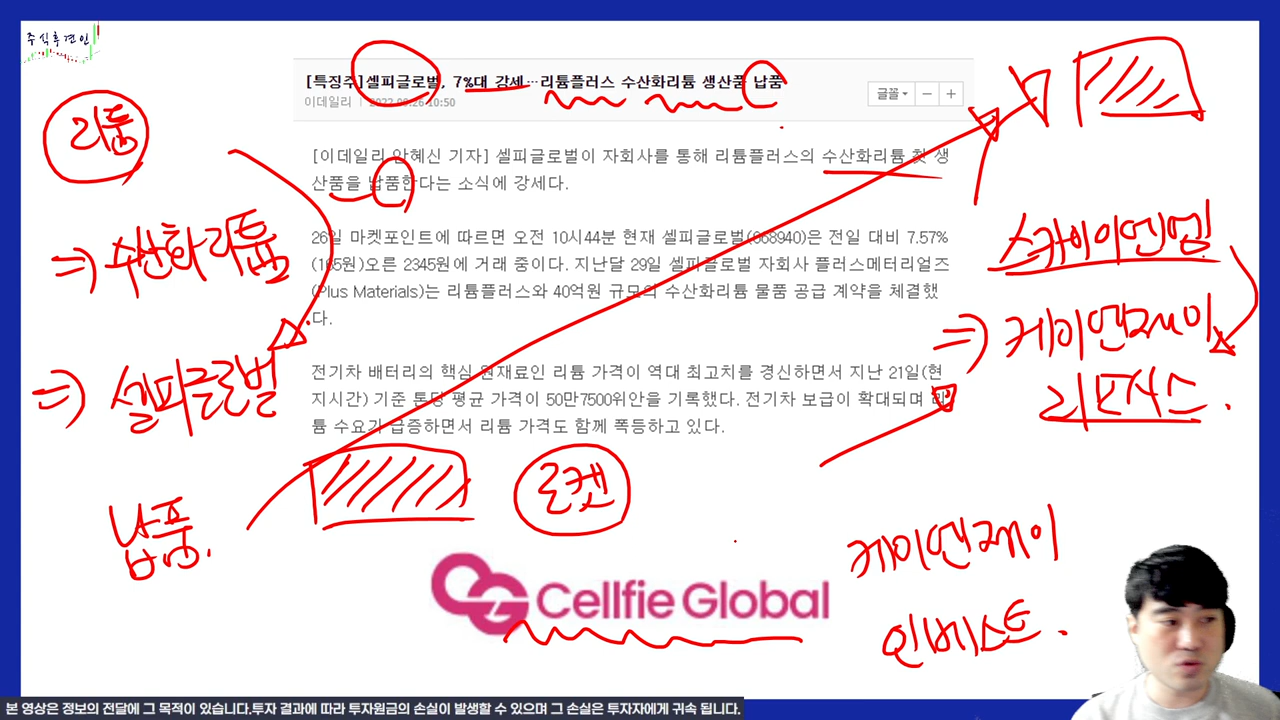 주식후견인
[특징주]셀피글로벌, 7%대 강세…리튬플러스 수산화리튬 생산품 납품
이데일리 | 2022.09.26 10:50
글꼴
[이데일리 안혜신 기자] 셀피글로벌이 자회사를 통해 리튬플러스의 수산화리튬 첫 생
산품을 납품한다는 소식에 강세다.
26일 마켓포인트에 따르면 오전 10시44분 현재 셀피글로벌(068940)은 전일 대비 7.57%
(165원)오른 2345원에 거래 중이다. 지난달 29일 셀피글로벌 자회사 플러스메터리얼즈
(Plus Materials)는 리튬플러스와 40억원 규모의 수산화리튬 물품 공급 계약을 체결했
다.
전기차 배터리의 핵심 원재료인 리튬 가격이 역대 최고치를 경신하면서 지난 21일(현
지시간) 기준 톤당 평균 가격이 50만7500위안을 기록했다. 전기차 보급이 확대되며 리
튬 수요가 급증하면서 리튬 가격도 함께 폭등하고 있다.
리튬
⇒ 수산화리튬
⇒ 셀피글로벌
납품.
로켓
스카이이엔엠!
⇒ 케이엔제이
리조시스.
케이엔제이
인베스트.
Cellfie Global
본 영상은 정보의 전달에 그 목적이 있습니다.투자 결과에 따라 투자원금의 손실이 발생할 수 있으며 그 손실은 투자자에게 귀속 됩니다.